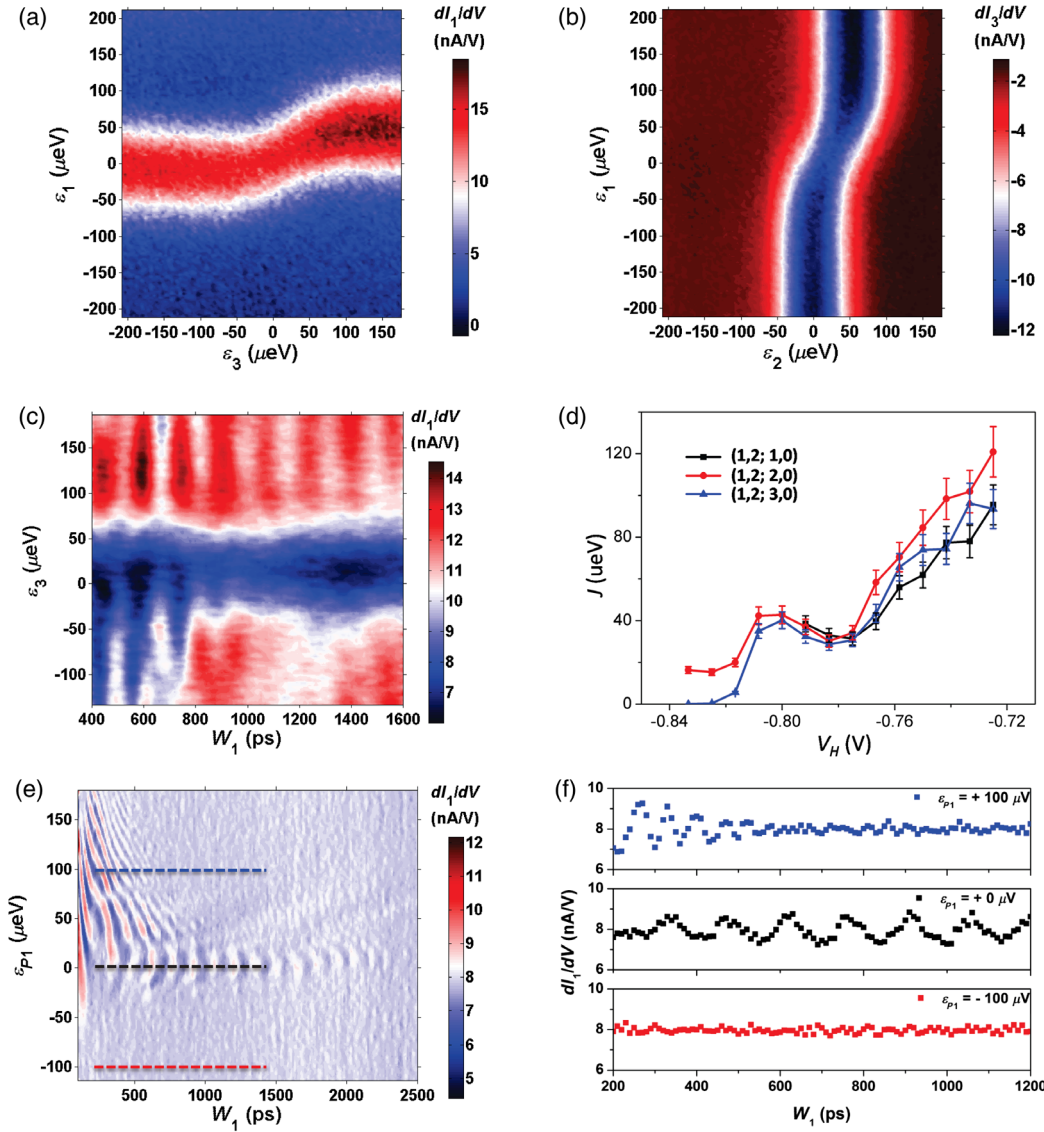 (a)
dI1/dV
(nA/V)
200
150
100
50
0
-50
-100
-150
-200
ε1 (μeV)
-200 -150 -100 -50 0 50 100 150
ε3 (μeV)
15
10
5
0
(b)
dI3/dV
(nA/V)
200
150
100
50
0
-50
-100
-150
-200
ε1 (μeV)
-150 -100 -50 0 50 100 150
ε2 (μeV)
-2
-4
-6
-8
-10
-12
(c)
dI1/dV
(nA/V)
150
100
50
0
-50
-100
ε3 (μeV)
400 600 800 1000 1200 1400 1600
W1 (ps)
14
13
12
11
10
9
8
7
(d)
(1,2; 1,0)
(1,2; 2,0)
(1,2; 3,0)
120
80
40
0
J (ueV)
-0.84 -0.80 -0.76 -0.72
VH (V)
(e)
dI1/dV
(nA/V)
150
100
50
0
-50
-100
εP1 (μeV)
500 1000 1500 2000 2500
W1 (ps)
12
11
10
9
8
7
6
5
(f)
10
8
6
εP1 = + 100 μV
10
8
6
εP1 = + 0 μV
10
8
6
εP1 = - 100 μV
dI1/dV (nA/V)
200 400 600 800 1000 1200
W1 (ps)